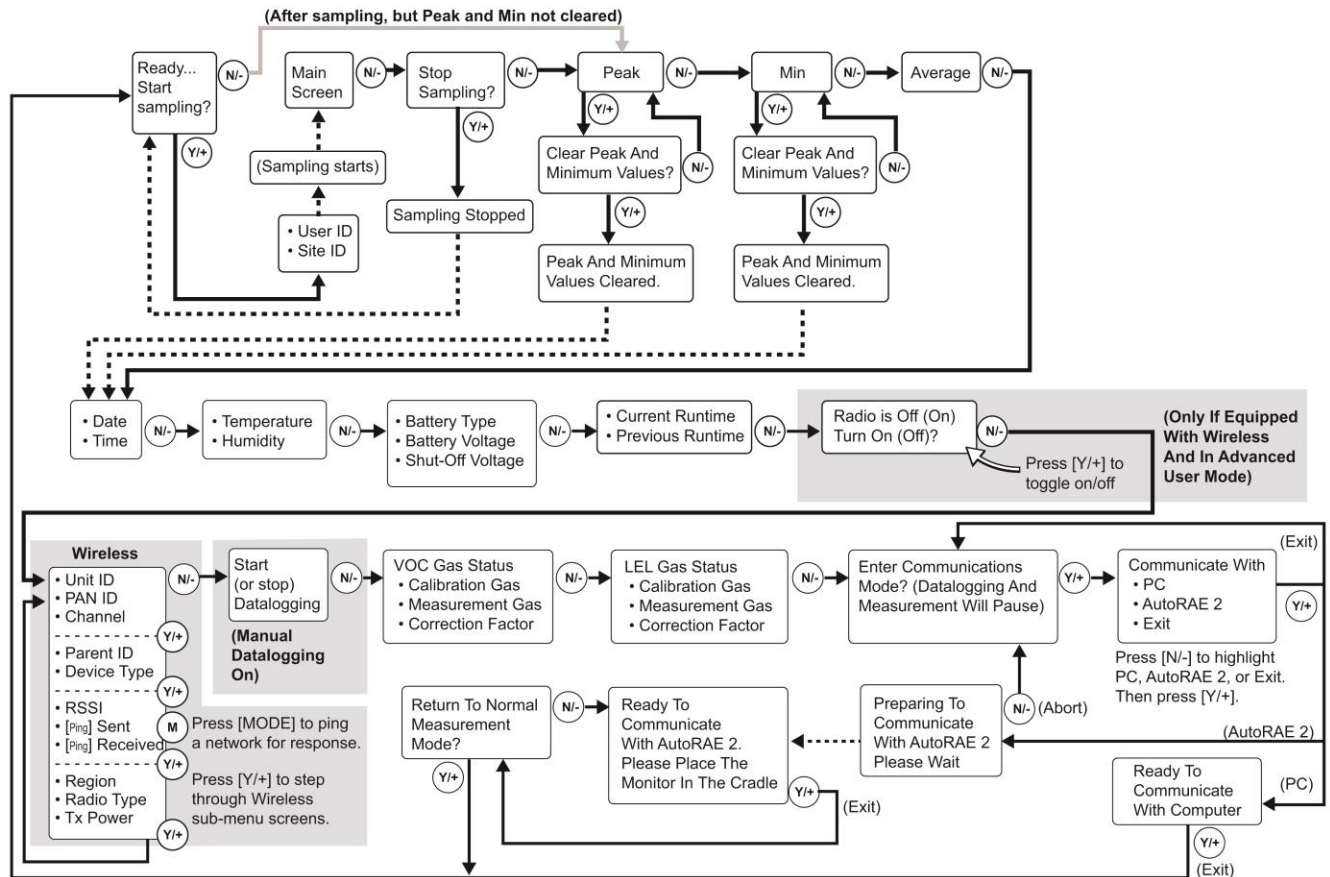 (After sampling, but Peak and Min not cleared)
Ready...
Start
sampling?
N/-
Main
Screen
N/-
Stop
Sampling?
N/-
Peak
N/-
Min
N/-
Average
N/-
Y/+
Y/+
Y/+
Y/+
(Sampling starts)
Clear Peak And
Minimum Values?
N/-
Clear Peak And
Minimum Values?
N/-
Y/+
Y/+
• User ID
• Site ID
Sampling Stopped
Peak And Minimum
Values Cleared.
Peak And Minimum
Values Cleared.
• Date
• Time
N/-
• Temperature
• Humidity
N/-
• Battery Type
• Battery Voltage
• Shut-Off Voltage
N/-
• Current Runtime
• Previous Runtime
N/-
Radio is Off (On)
Turn On (Off)?
N/-
Press [Y/+] to
toggle on/off
(Only If Equipped
With Wireless
And In Advanced
User Mode)
Wireless
• Unit ID
• PAN ID
• Channel
N/-
Y/+
• Parent ID
• Device Type
Y/+
• RSSI
• [Ping] Sent
• [Ping] Received
M
Press [MODE] to ping
a network for response.
Y/+
• Region
• Radio Type
• Tx Power
Press [Y/+] to step
through Wireless
sub-menu screens.
Y/+
Start
(or stop)
Datalogging
N/-
(Manual
Datalogging
On)
VOC Gas Status
• Calibration Gas
• Measurement Gas
• Correction Factor
N/-
LEL Gas Status
• Calibration Gas
• Measurement Gas
• Correction Factor
N/-
Enter Communications
Mode? (Datalogging And
Measurement Will Pause)
Y/+
Communicate With
• PC
• AutoRAE 2
• Exit
(Exit)
Y/+
Press [N/-] to highlight
PC, AutoRAE 2, or Exit.
Then press [Y/+].
Return To Normal
Measurement
Mode?
N/-
Y/+
Ready To
Communicate
With AutoRAE 2.
Please Place The
Monitor In The Cradle
Y/+
(Exit)
Preparing To
Communicate
With AutoRAE 2
Please Wait
N/-
(Abort)
(AutoRAE 2)
Ready To
Communicate
With Computer
(PC)
Y/+
(Exit)